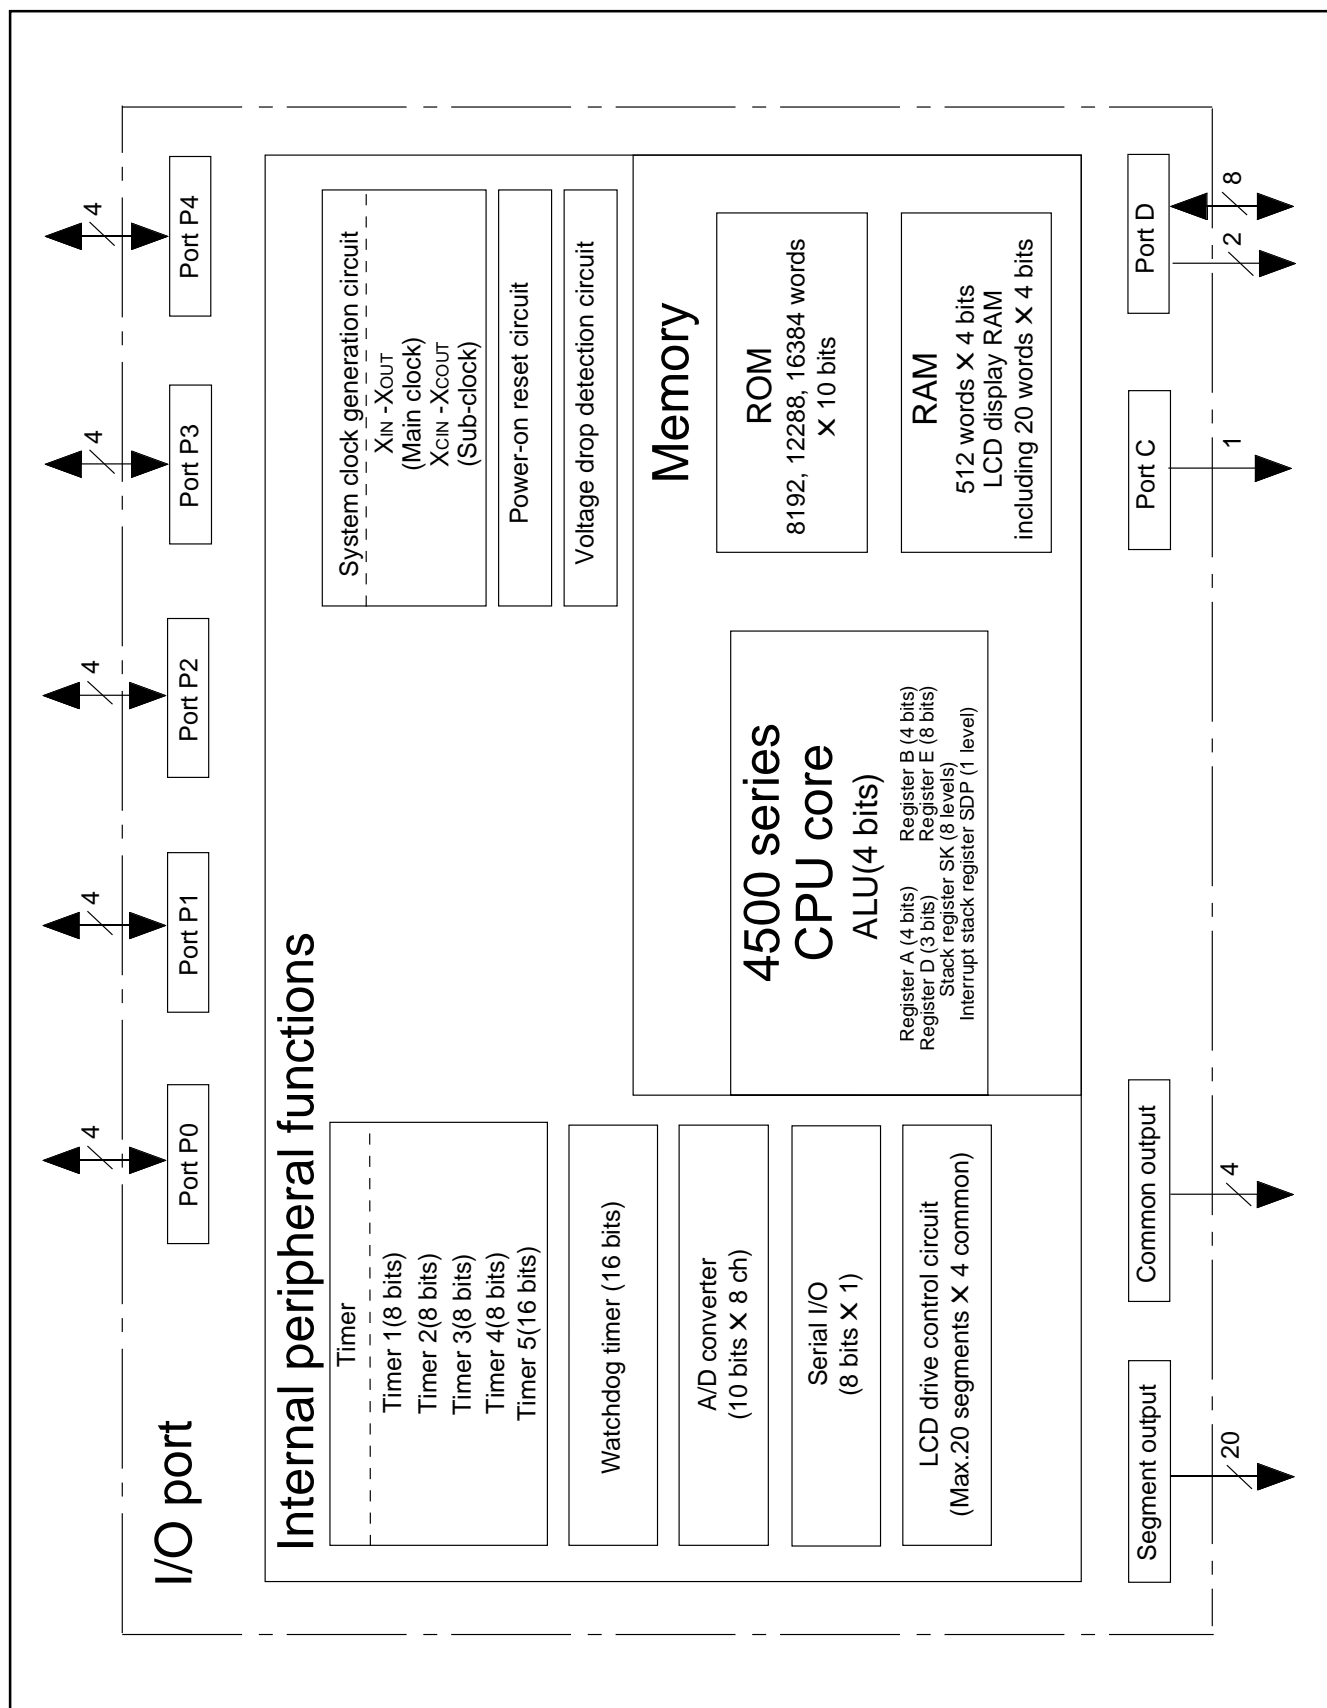 I/O port
4
4
4
4
4
Port P0
Port P1
Port P2
Port P3
Port P4
Internal peripheral functions
Timer
Timer 1(8 bits)
Timer 2(8 bits)
Timer 3(8 bits)
Timer 4(8 bits)
Timer 5(16 bits)
Watchdog timer (16 bits)
A/D converter
(10 bits ✕ 8 ch)
Serial I/O
(8 bits ✕ 1)
LCD drive control circuit
(Max.20 segments ✕ 4 common)
System clock generation circuit
XIN -XOUT
(Main clock)
XCIN -XCOUT
(Sub-clock)
Power-on reset circuit
Voltage drop detection circuit
4500 series
CPU core
ALU(4 bits)
Register A (4 bits) Register B (4 bits)
Register D (3 bits) Register E (8 bits)
Stack register SK (8 levels)
Interrupt stack register SDP (1 level)
Memory
ROM
8192, 12288, 16384 words
✕ 10 bits
RAM
512 words ✕ 4 bits
LCD display RAM
including 20 words ✕ 4 bits
Segment output
Common output
Port C
Port D
20
4
1
2
8